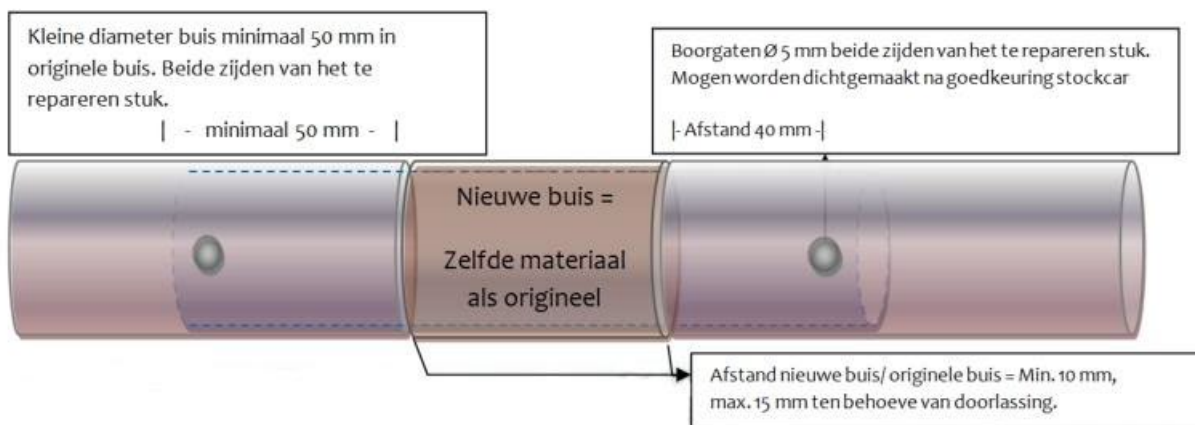 Kleine diameter buis minimaal 50 mm in
originele buis. Beide zijden van het te
repareren stuk.
| - minimaal 50 mm - |
Boorgaten Ø 5 mm beide zijden van het te repareren stuk.
Mogen worden dichtgemaakt na goedkeuring stockcar
|- Afstand 40 mm -|
Nieuwe buis =
Zelfde materiaal
als origineel
Afstand nieuwe buis/ originele buis = Min. 10 mm,
max. 15 mm ten behoeve van doorlassing.